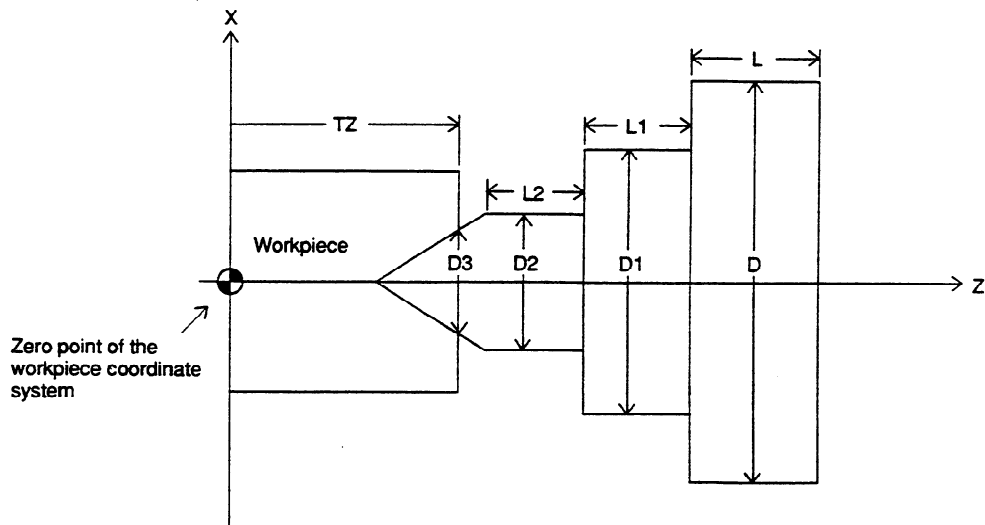 X
L
TZ
L1
L2
Workpiece
D3
D2
D1
D
Z
Zero point of the
workpiece coordinate
system